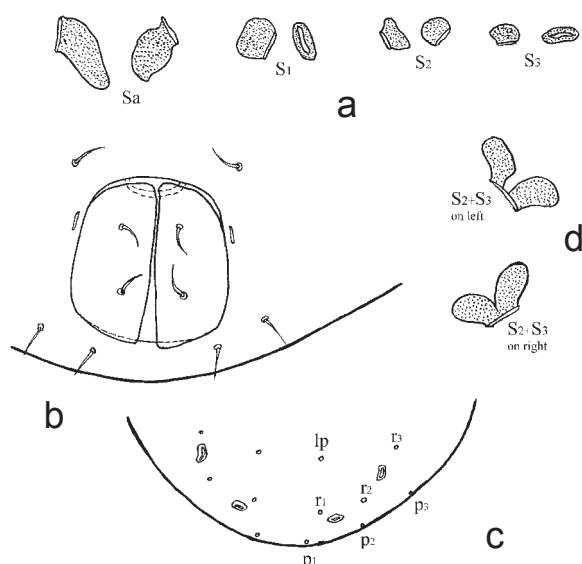 Sa
S1
S2
S3
a
S2+S3
on left
d
S2+S3
on right
b
lp
r3
r1
r2
p3
p2
p1
c